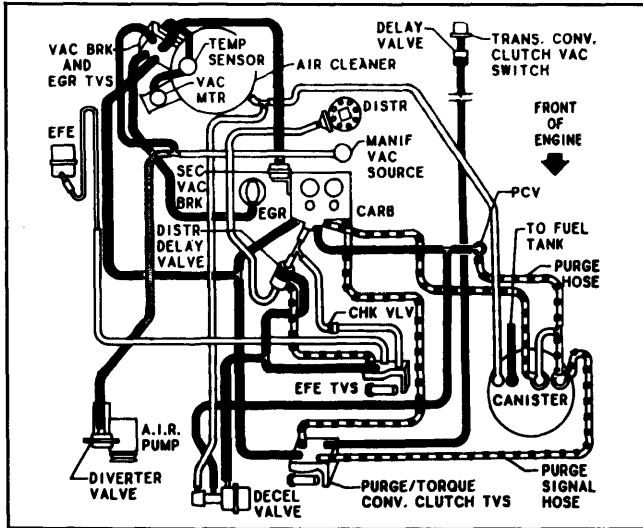 VAC BRK
AND
EGR TVS
TEMP
SENSOR
AIR CLEANER
VAC
MTR
DELAY
VALVE
TRANS. CONV.
CLUTCH VAC
SWITCH
DISTR
FRONT
OF
ENGINE
EFE
MANIF
VAC
SOURCE
SEC
VAC
BRK
EGR
CARB
PCV
TO FUEL
TANK
DISTR
DELAY
VALVE
PURGE
HOSE
CHK VLV
EFE TVS
CANISTER
A.I.R.
PUMP
DIVERTER
VALVE
DECEL
VALVE
PURGE/TORQUE
CONV. CLUTCH TVS
PURGE
SIGNAL
HOSE